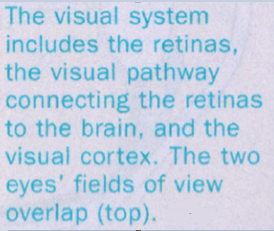 The visual system
includes the retinas,
the visual pathway
connecting the retinas
to the brain, and the
visual cortex. The two
eyes' fields of view
overlap (top).